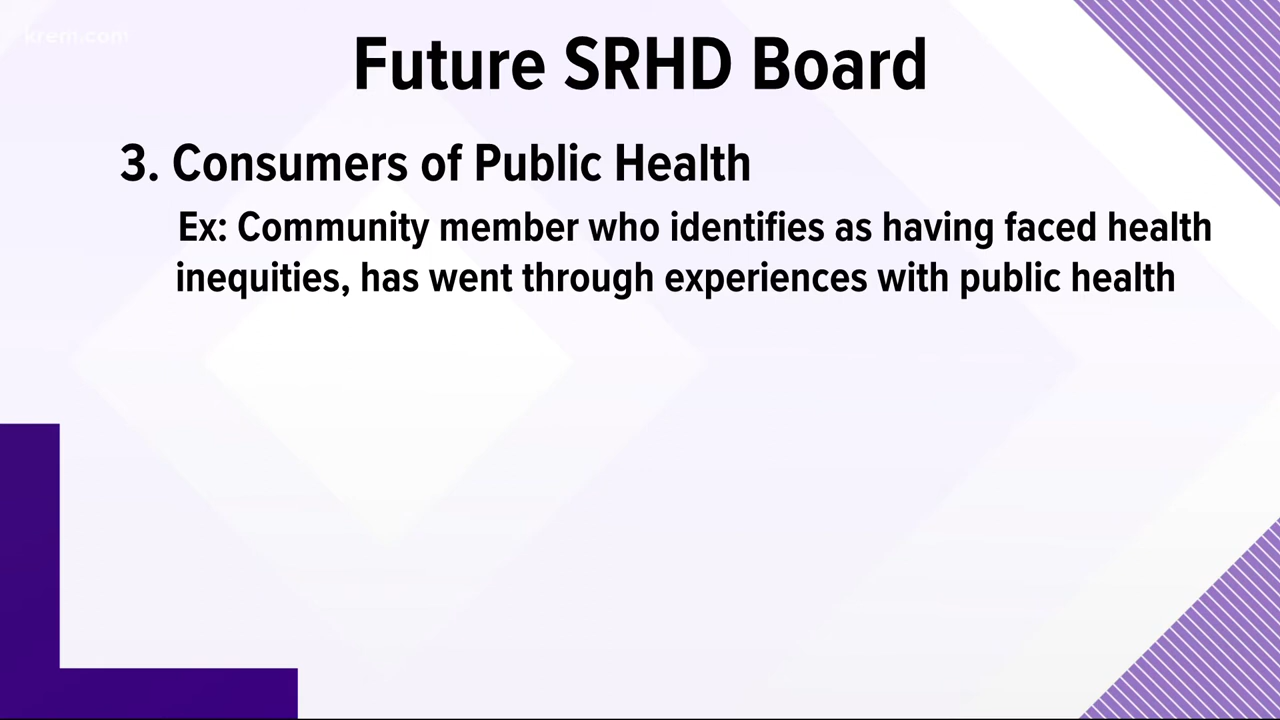 krem.com
Future SRHD Board
3. Consumers of Public Health
Ex: Community member who identifies as having faced health
inequities, has went through experiences with public health